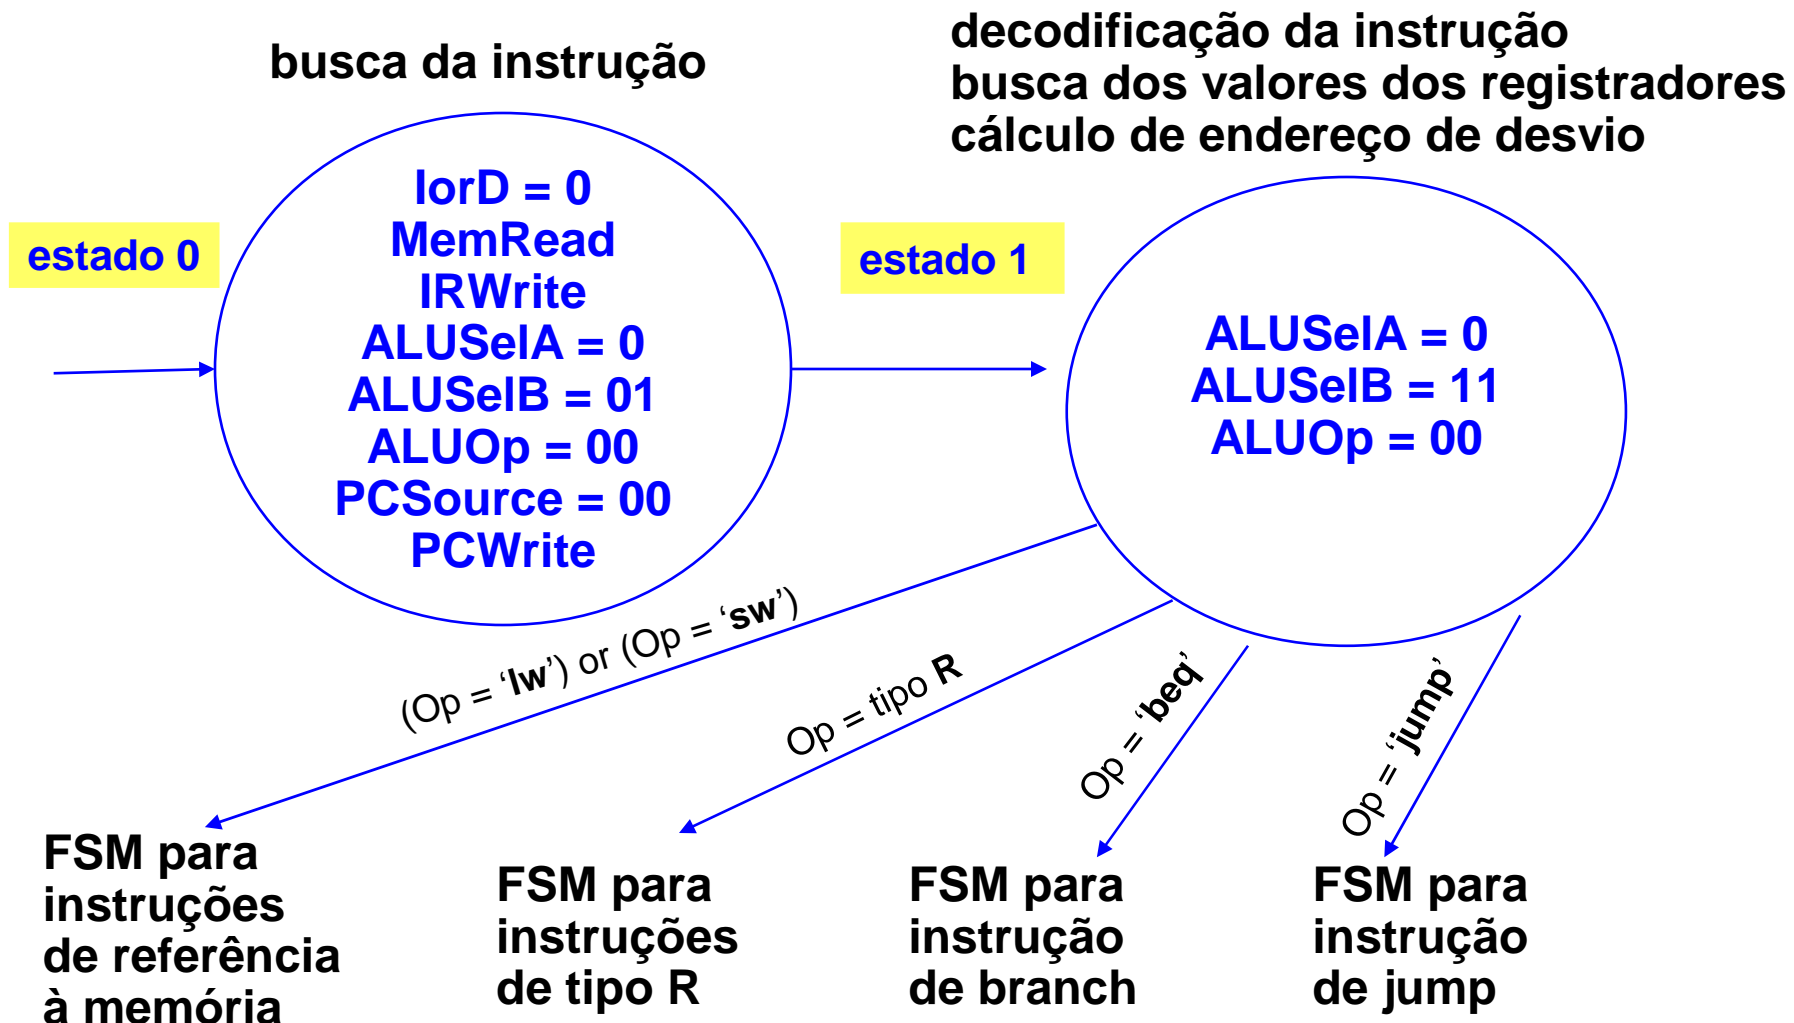 busca da instrução
decodificação da instrução
busca dos valores dos registradores
cálculo de endereço de desvio
estado 0
IorD = 0
MemRead
IRWrite
ALUSelA = 0
ALUSelB = 01
ALUOp = 00
PCSource = 00
PCWrite
estado 1
ALUSelA = 0
ALUSelB = 11
ALUOp = 00
(Op = ‘lw’) or (Op = ‘sw’)
Op = tipo R
Op = ‘beq’
Op = ‘jump’
FSM para
instruções
de referência
à memória
FSM para
instruções
de tipo R
FSM para
instrução
de branch
FSM para
instrução
de jump